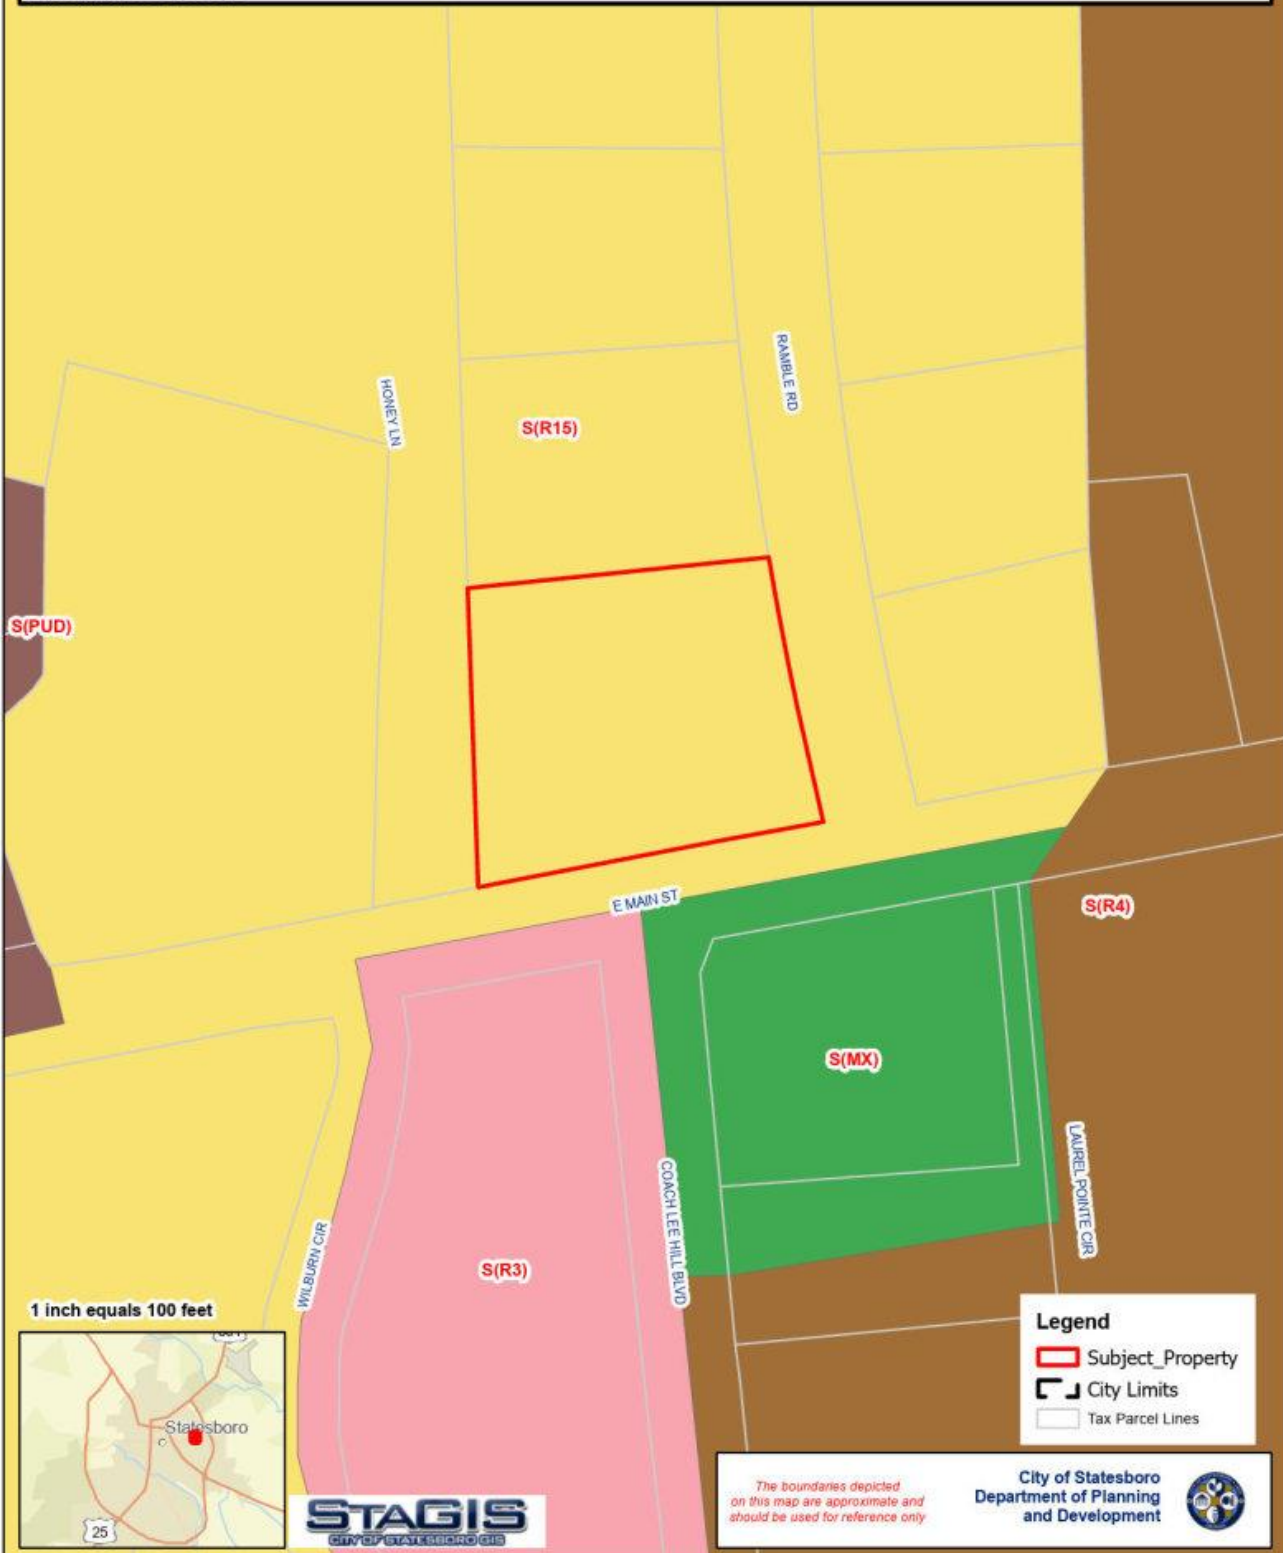 HONEY LN
RAMBLE RD
S(R15)
S(PUD)
E MAIN ST
S(R4)
S(MX)
LAUREL POINTE CIR
COACH LEE HILL BLVD
WILBURN CIR
S(R3)
1 inch equals 100 feet
Statesboro
25
STAGIS
CITY OF STATESBORO GIS
Legend
Subject_Property
City Limits
Tax Parcel Lines
The boundaries depicted
on this map are approximate and
should be used for reference only
City of Statesboro
Department of Planning
and Development